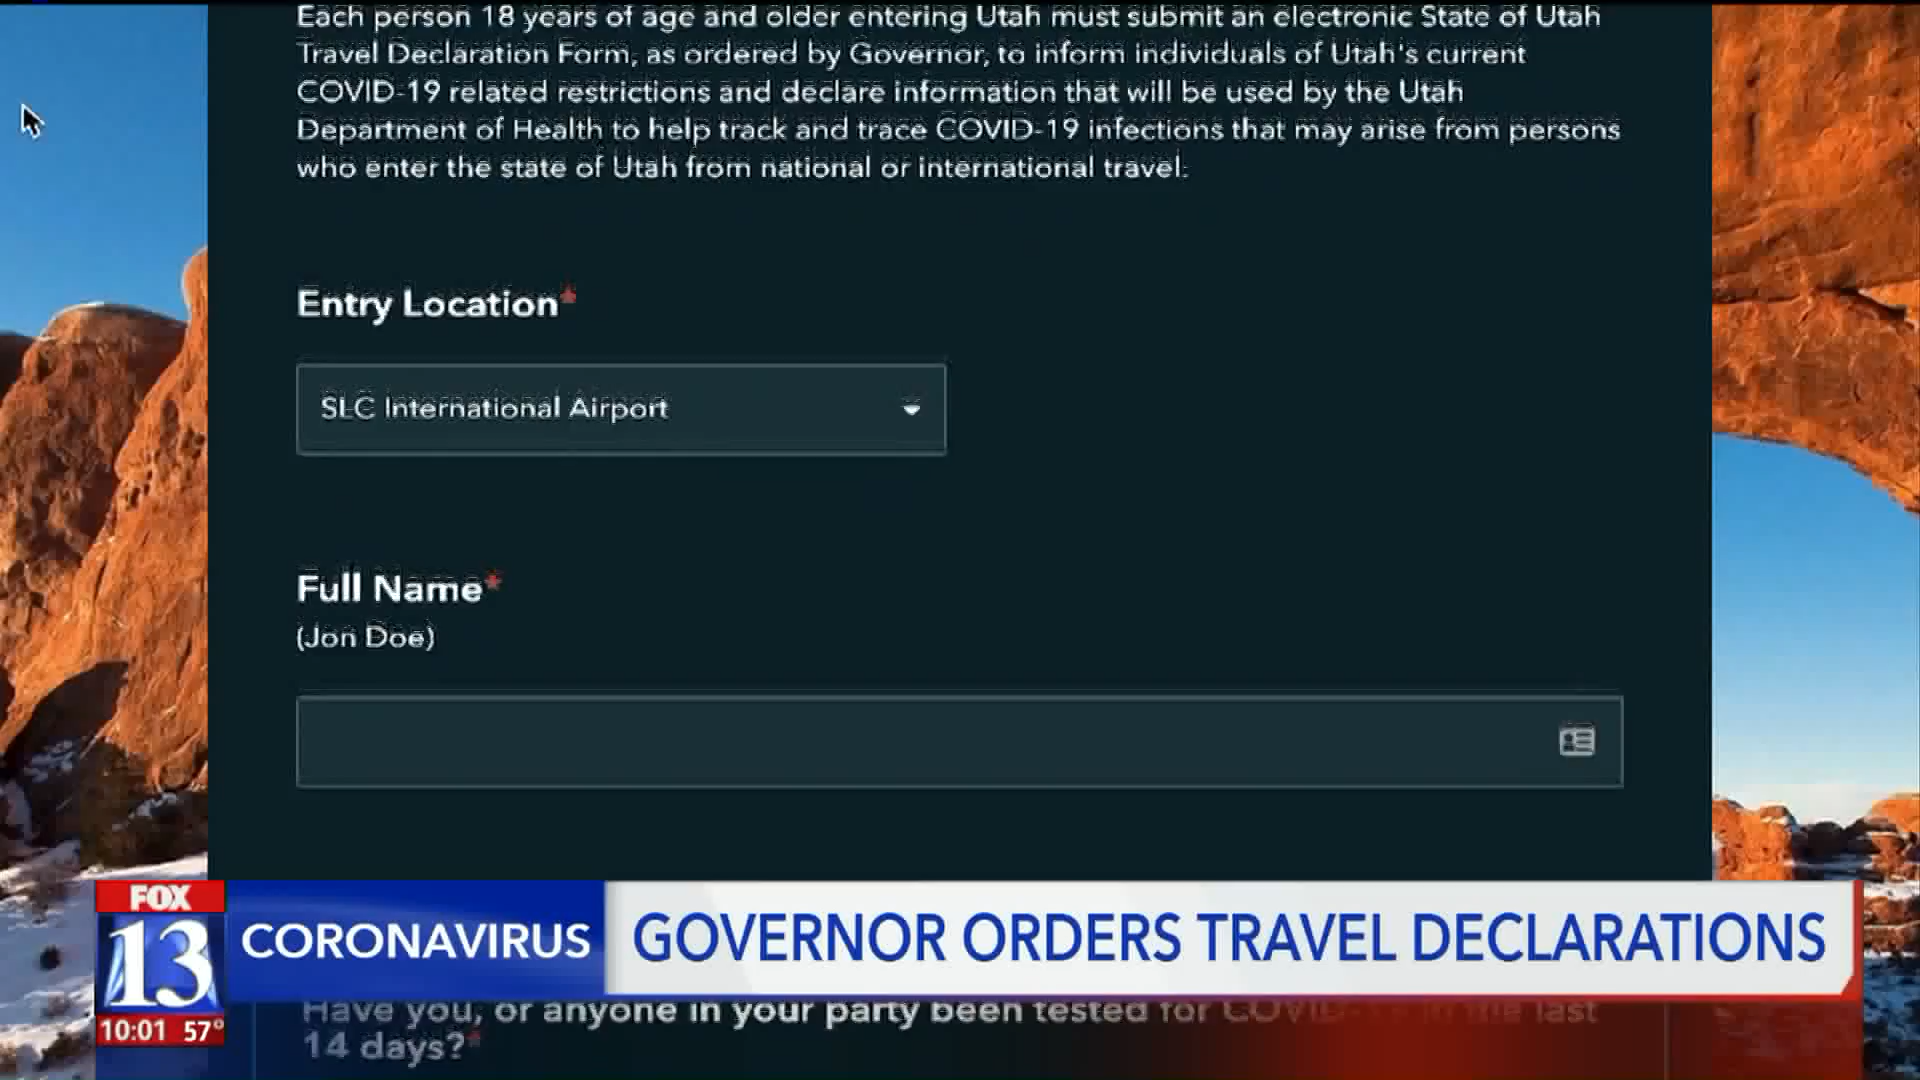 Each person 18 years of age and older entering Utah must submit an electronic State of Utah
Travel Declaration Form, as ordered by Governor, to inform individuals of Utah's current
COVID-19 related restrictions and declare information that will be used by the Utah
Department of Health to help track and trace COVID-19 infections that may arise from persons
who enter the state of Utah from national or international travel:
Entry Location*
SLC International Airport
Full Name*
(Jon Doe)
FOX
13
CORONAVIRUS
GOVERNOR ORDERS TRAVEL DECLARATIONS
10:01 57°
Have you, or anyone in your party been tested for COVID-19 in the last
14 days?*